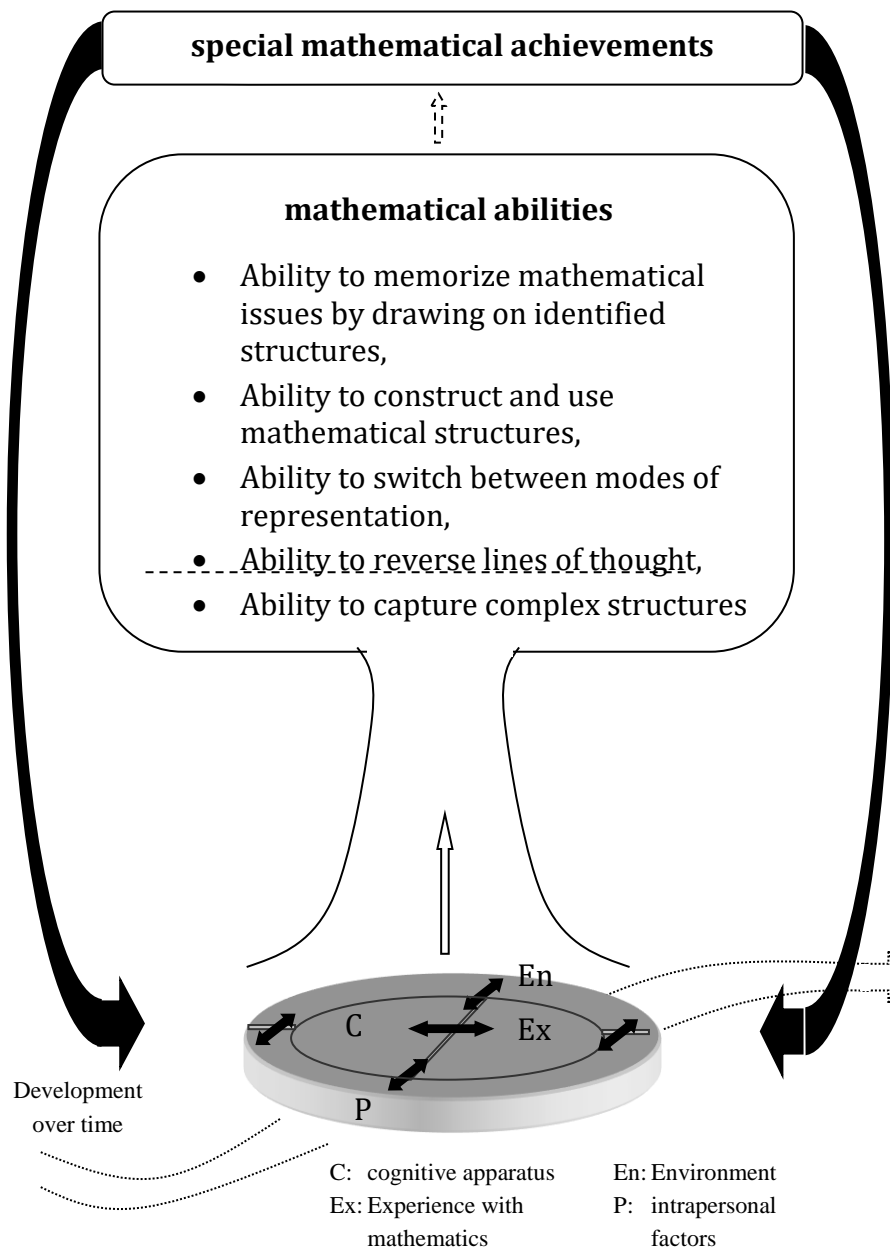 special mathematical achievements
mathematical abilities
• Ability to memorize mathematical
issues by drawing on identified
structures,
• Ability to construct and use
mathematical structures,
• Ability to switch between modes of
representation,
• Ability to reverse lines of thought,
• Ability to capture complex structures
En
C
Ex
P
Development
over time
C: cognitive apparatus
Ex: Experience with
mathematics
En: Environment
P: intrapersonal
factors